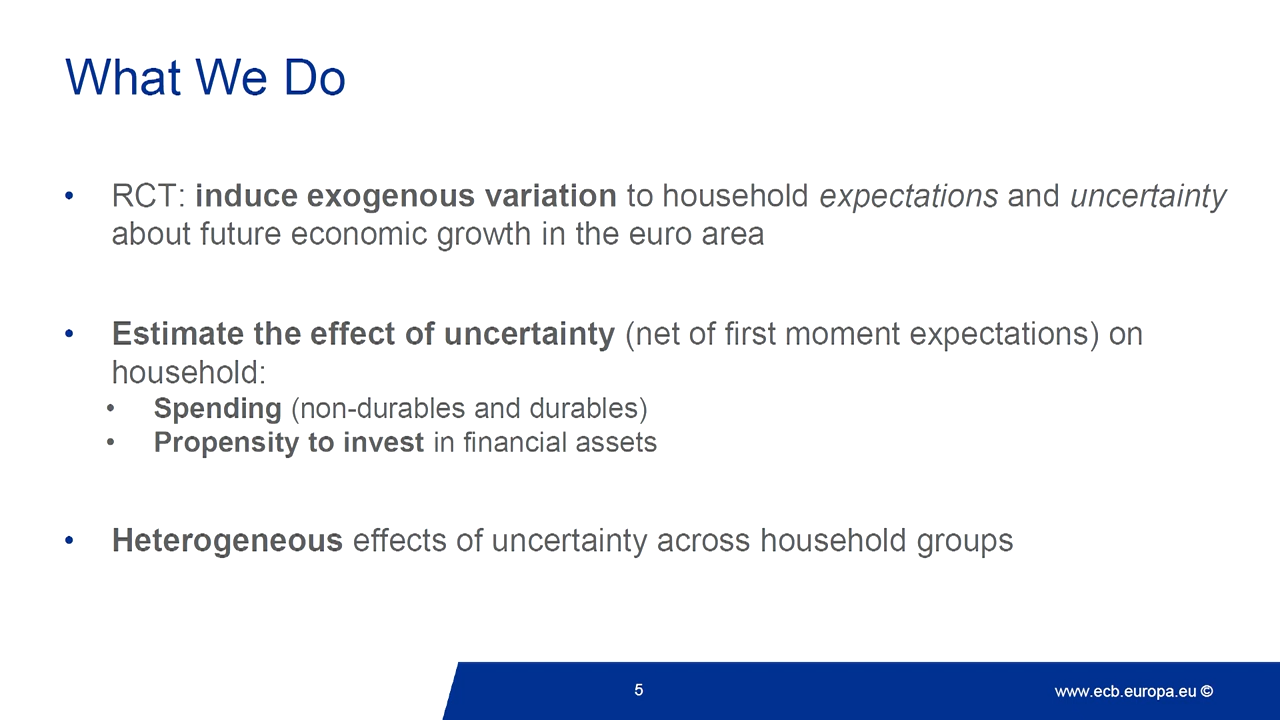 What We Do
• RCT: induce exogenous variation to household expectations and uncertainty
about future economic growth in the euro area
• Estimate the effect of uncertainty (net of first moment expectations) on
household:
• Spending (non-durables and durables)
• Propensity to invest in financial assets
• Heterogeneous effects of uncertainty across household groups
5
www.ecb.europa.eu ©